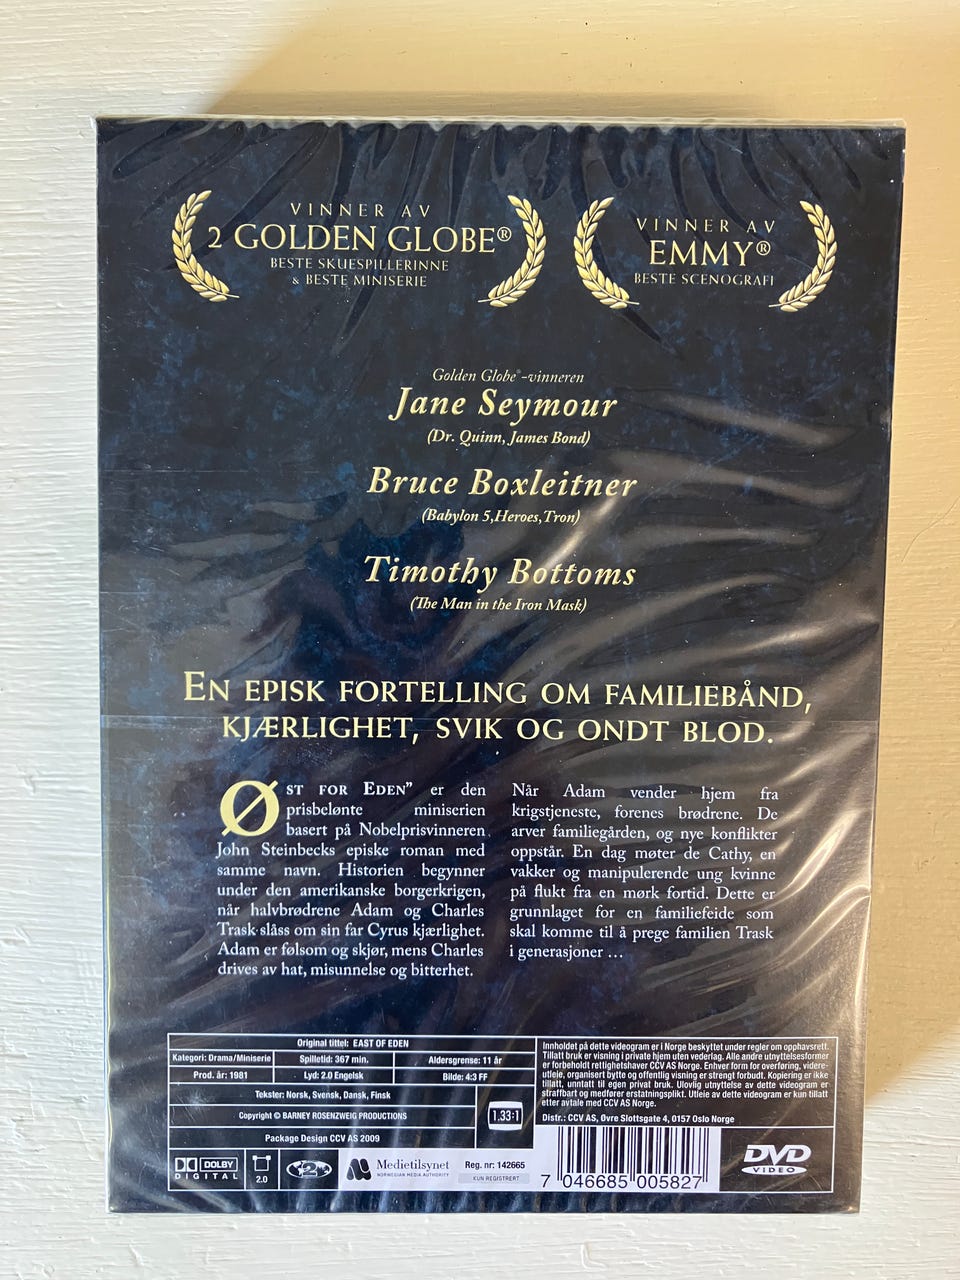 VINNER AV
2 GOLDEN GLOBE®
BESTE SKUESPILLERINNE
& BESTE MINISERIE
VINNER AV
EMMY®
BESTE SCENOGRAFI
Golden Globe®-vinneren
Jane Seymour
(Dr. Quinn, James Bond)
Bruce Boxleitner
(Babylon 5,Heroes,Tron)
Timothy Bottoms
(The Man in the Iron Mask)
EN EPISK FORTELLING OM FAMILIEBÅND,
KJÆRLIGHET, SVIK OG ONDT BLOD.
ØST FOR EDEN” er den
prisbelønte miniserien
basert på Nobelprisvinneren
John Steinbecks episke roman med
samme navn. Historien begynner
under den amerikanske borgerkrigen,
når halvbrødrene Adam og Charles
Trask slåss om sin far Cyrus kjærlighet.
Adam er følsom og skjør, mens Charles
drives av hat, misunnelse og bitterhet.
Når Adam vender hjem fra
krigstjeneste, forenes brødrene. De
arver familiegården, og nye konflikter
oppstår. En dag møter de Cathy, en
vakker og manipulerende ung kvinne
på flukt fra en mørk fortid. Dette er
grunnlaget for en familiefeide som
skal komme til å prege familien Trask
i generasjoner ...
Original tittel: EAST OF EDEN
Kategori: Drama/Miniserie
Spilletid: 367 min.
Aldersgrense: 11 år
Prod. år: 1981
Lyd: 2.0 Engelsk
Bilde: 4:3 FF
Tekster: Norsk, Svensk, Dansk, Finsk
Copyright © BARNEY ROSENZWEIG PRODUCTIONS
1.33:1
Package Design CCV AS 2009
Innholdet på dette videogram er i Norge beskyttet under regler om opphavsrett.
Tillatt bruk er visning i private hjem uten vederlag. Alle andre utnyttelsesformer
er forbeholdt rettighetshaver CCV AS Norge. Enhver form for overføring, videre-
utleie, organisert bytte og offentlig visning er strengt forbudt. Kopiering er ikke
tillatt, unntatt til egen privat bruk. Ulovlig utnyttelse av dette videogram er
straffbart og medfører erstatningsplikt. Utleie av dette videogram er kun tillatt
etter avtale med CCV AS Norge.
Distr.: CCV AS, Øvre Slottsgate 4, 0157 Oslo Norge
DOLBY
DIGITAL
2.0
2
Medietilsynet
NORWEGIAN MEDIA AUTHORITY
Reg. nr: 142665
KUN REGISTRERT
7 046685 005827
DVD
VIDEO